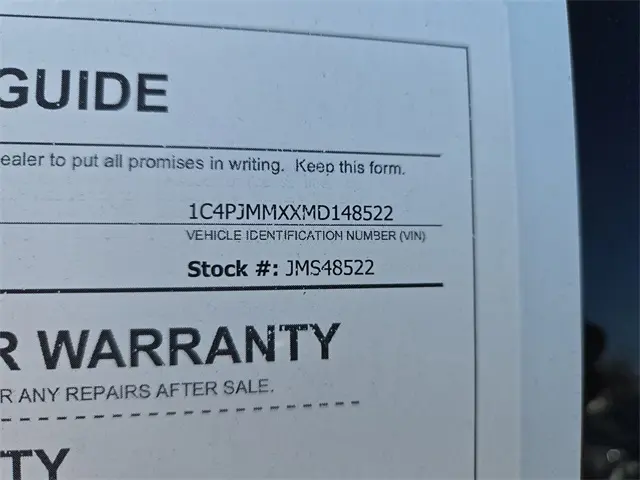 GUIDE
ealer to put all promises in writing. Keep this form.
1C4PJMMXXMD148522
VEHICLE IDENTIFICATION NUMBER (VIN)
Stock #: JMS48522
R WARRANTY
R ANY REPAIRS AFTER SALE.
TY